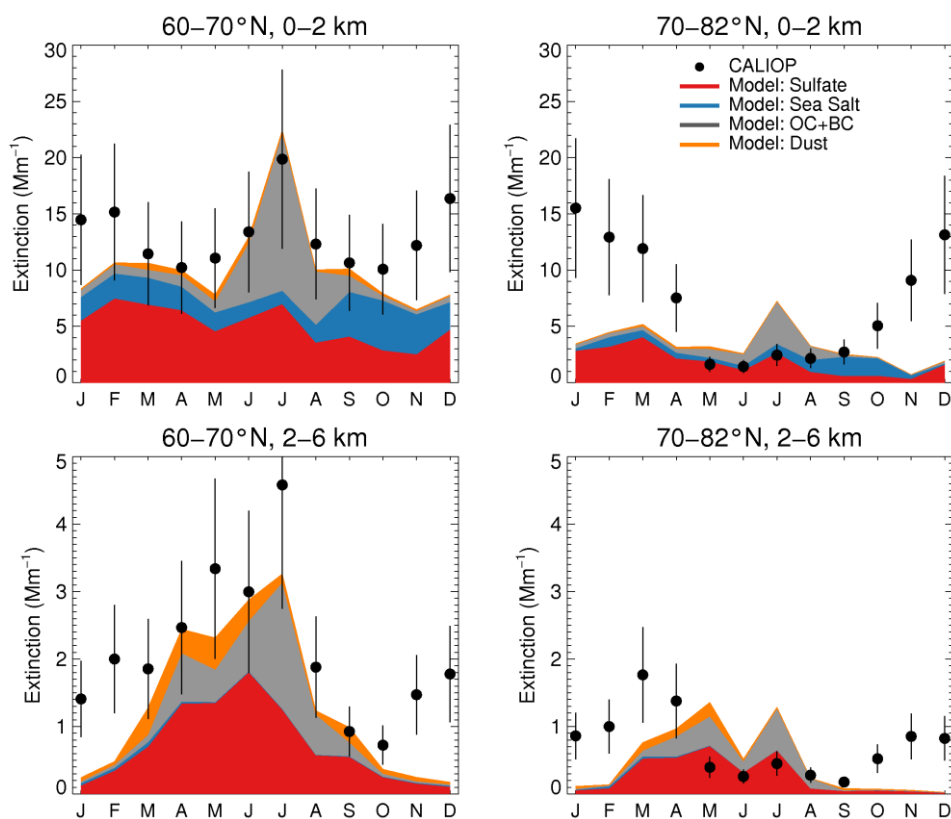 60–70°N, 0–2 km
30
25
20
15
10
5
0
Extinction (Mm⁻¹)
J F M A M J J A S O N D
70–82°N, 0–2 km
CALIOP
Model: Sulfate
Model: Sea Salt
Model: OC+BC
Model: Dust
30
25
20
15
10
5
0
Extinction (Mm⁻¹)
J F M A M J J A S O N D
60–70°N, 2–6 km
5
4
3
2
1
0
Extinction (Mm⁻¹)
J F M A M J J A S O N D
70–82°N, 2–6 km
5
4
3
2
1
0
Extinction (Mm⁻¹)
J F M A M J J A S O N D